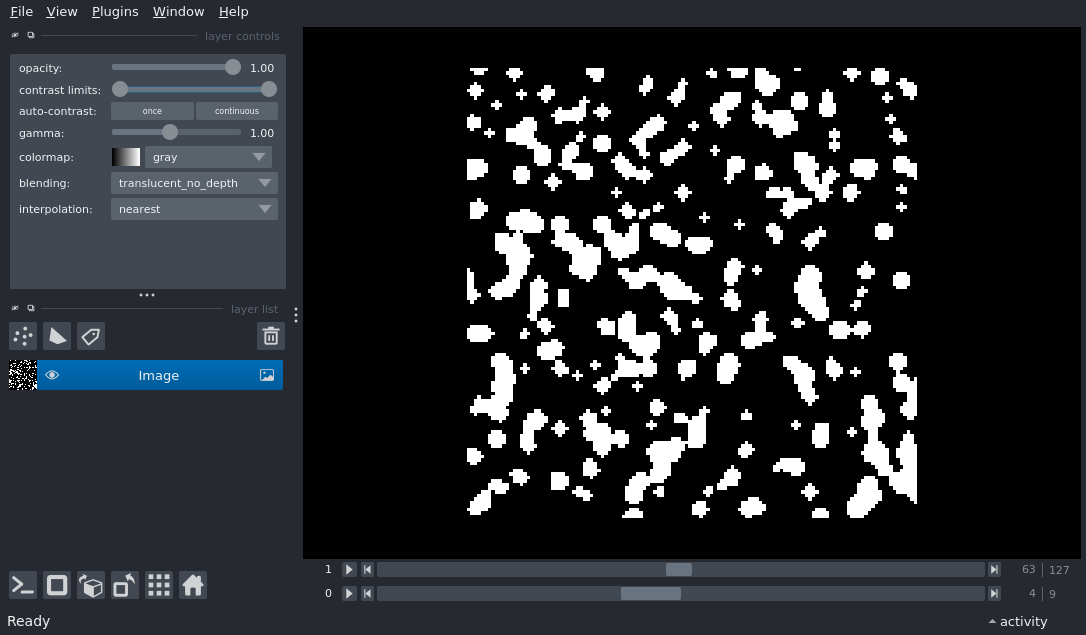 File View Plugins Window Help
layer controls
opacity: 1.00
contrast limits:
auto-contrast: once continuous
gamma: 1.00
colormap: gray
blending: translucent_no_depth
interpolation: nearest
layer list
Image
1 63 127
0 4 9
Ready activity